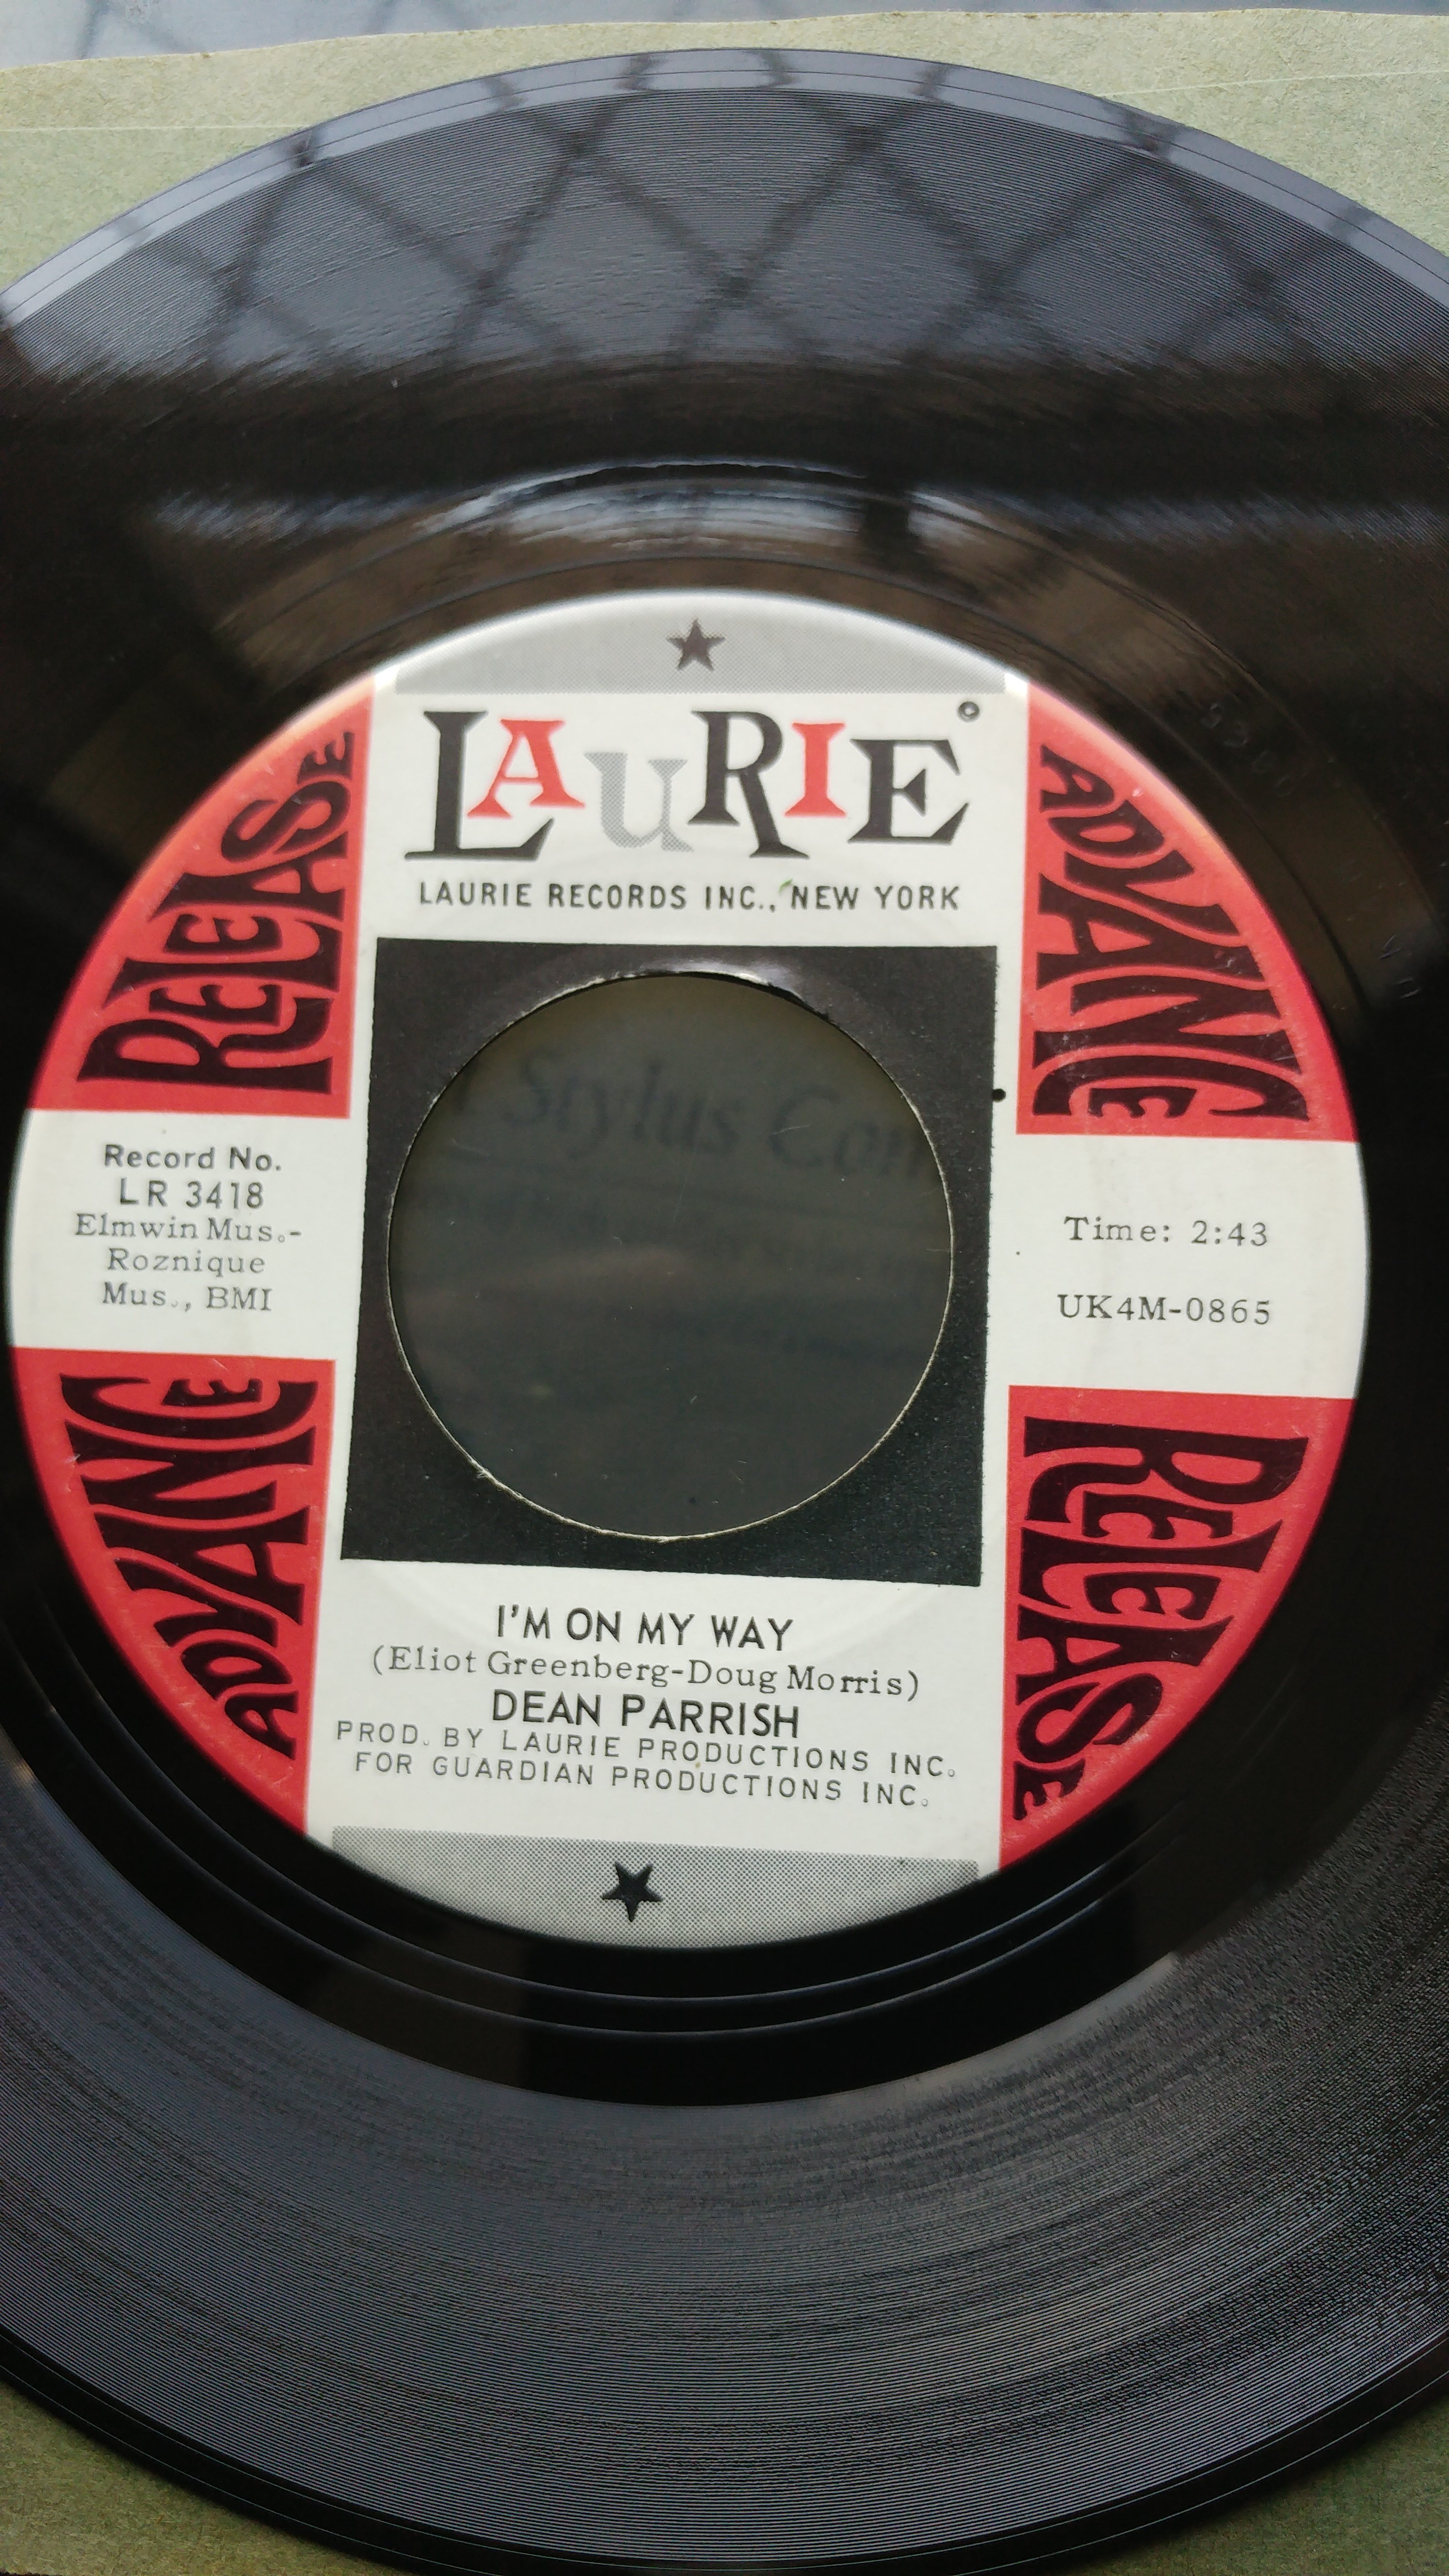 LAuRIE
LAURIE RECORDS INC., NEW YORK
RELEASE
ADVANCE
Record No.
LR 3418
Elmwin Mus.-
Roznique
Mus., BMI
Stylus
Time: 2:43
UK4M-0865
ADVANCE
RELEASE
I'M ON MY WAY
(Eliot Greenberg-Doug Morris)
DEAN PARRISH
PROD. BY LAURIE PRODUCTIONS INC.
FOR GUARDIAN PRODUCTIONS INC.